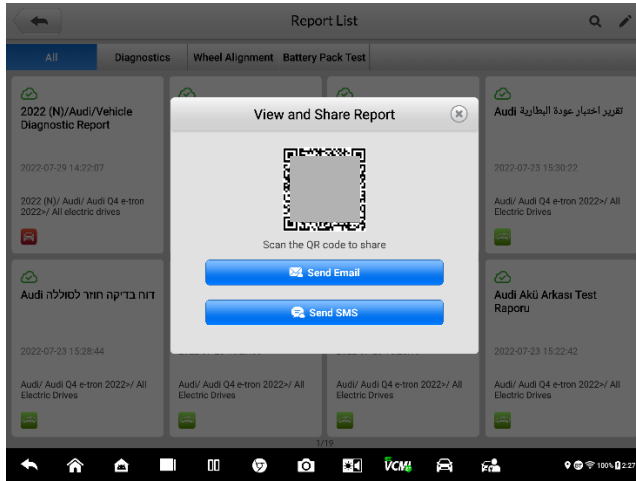 Report List
All
Diagnostics
Wheel Alignment
Battery Pack Test
2022 (N)/Audi/Vehicle
Diagnostic Report
2022-07-29 14:22:07
2022 (N)/ Audi/ Audi Q4 e-tron
2022>/ All electric drives
تقرير اختبار عودة البطارية Audi
2022-07-23 15:30:22
Audi/ Audi Q4 e-tron 2022>/ All
Electric Drives
View and Share Report
Scan the QR code to share
Send Email
Send SMS
דוח בדיקה חוזר לסוללה Audi
2022-07-23 15:28:44
Audi/ Audi Q4 e-tron 2022>/ All
Electric Drives
Audi/ Audi Q4 e-tron 2022>/ All
Electric Drives
Audi/ Audi Q4 e-tron 2022>/ All
Electric Drives
Audi Akü Arkası Test
Raporu
2022-07-23 15:22:42
Audi/ Audi Q4 e-tron 2022>/ All
Electric Drives
1/19
VCMI
100%
2:27